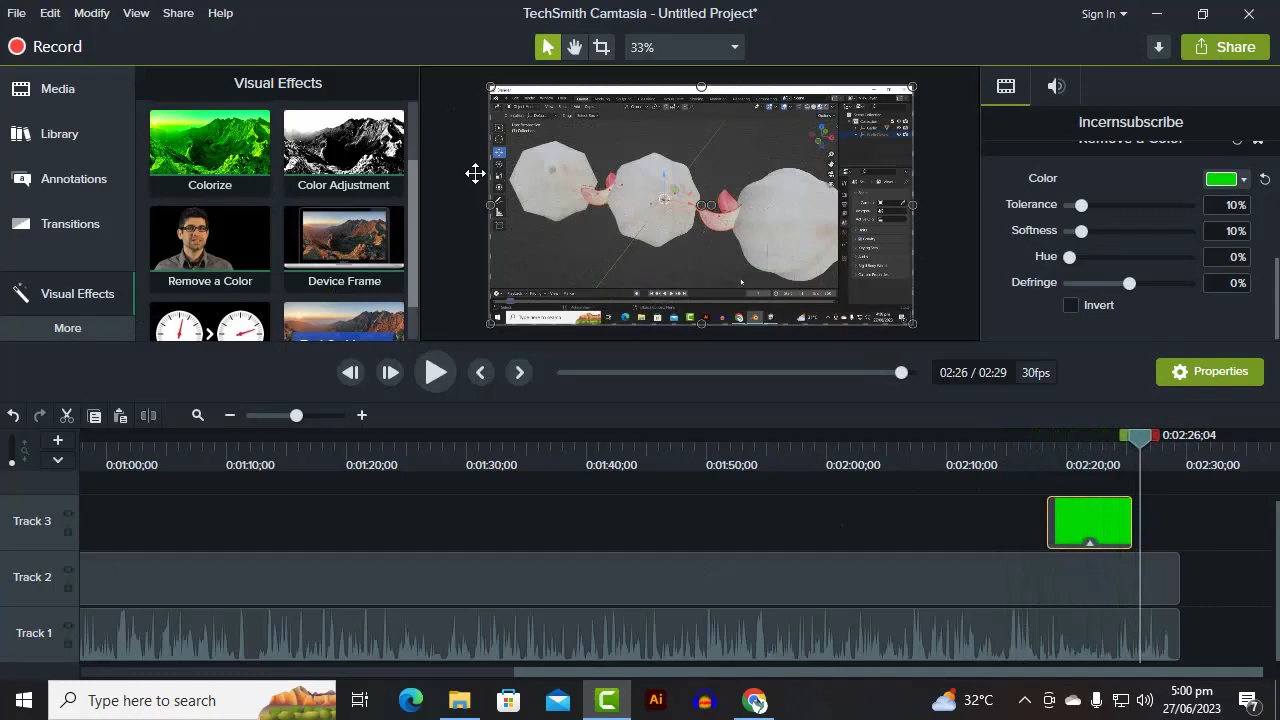 File Edit Modify View Share Help
TechSmith Camtasia - Untitled Project*
Sign In
Record
33%
Share
Media
Library
Annotations
Transitions
Visual Effects
More
Visual Effects
Colorize
Color Adjustment
Remove a Color
Device Frame
Incernsubscribe
Remove a Color
Color
Tolerance 10%
Softness 10%
Hue 0%
Defringe 0%
Invert
02:26 / 02:29 30fps
Properties
0:02:26;04
0:01:00;00 0:01:10;00 0:01:20;00 0:01:30;00 0:01:40;00 0:01:50;00 0:02:00;00 0:02:10;00 0:02:20;00 0:02:30;00
Track 3
Track 2
Track 1
Type here to search
Ai
32°C
5:00 pm
27/06/2023
7